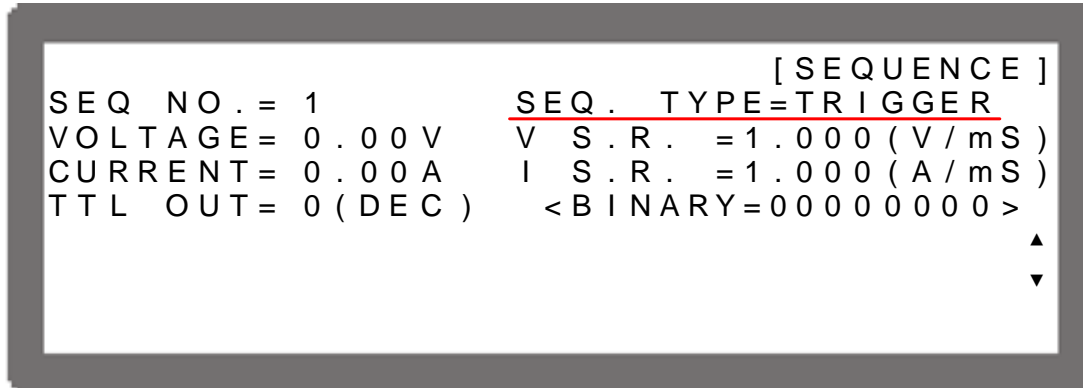 [SEQUENCE]
SEQ NO.= 1 SEQ. TYPE=TRIGGER
VOLTAGE= 0.00V V S.R. =1.000(V/mS)
CURRENT= 0.00A I S.R. =1.000(A/mS)
TTL OUT= 0(DEC) <BINARY=00000000>
▲
▼